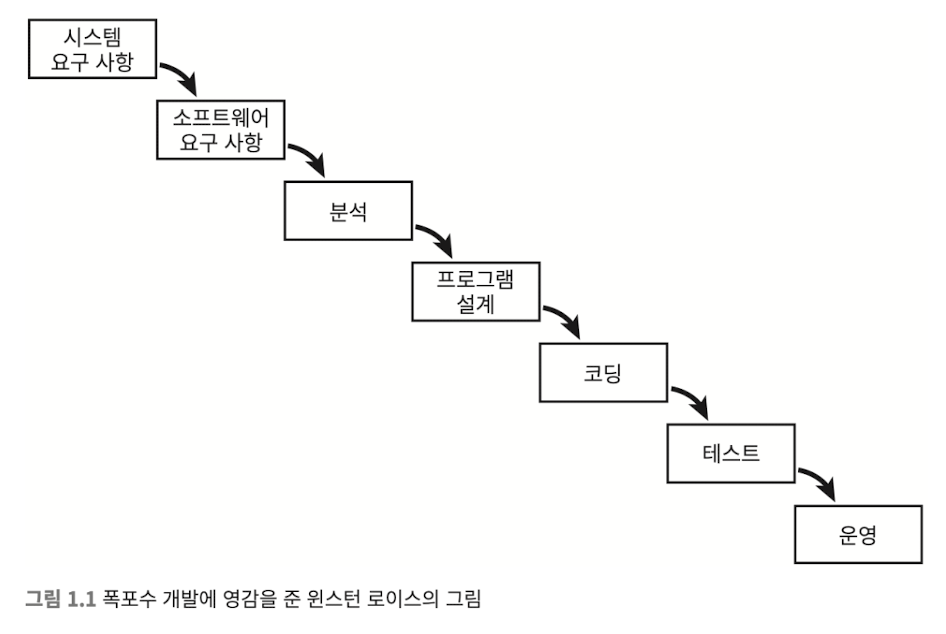 시스템
요구 사항
소프트웨어
요구 사항
분석
프로그램
설계
코딩
테스트
운영
그림 1.1 폭포수 개발에 영감을 준 윈스턴 로이스의 그림